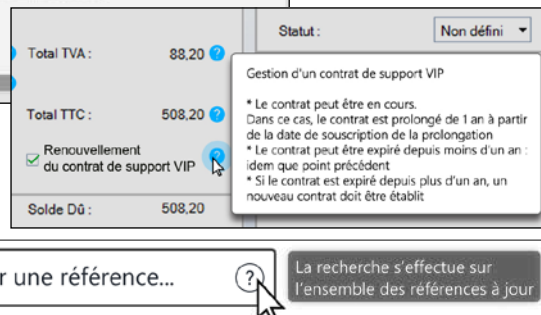 Statut :
Non défini
Total TVA :
88,20 ?
Gestion d'un contrat de support VIP
* Le contrat peut être en cours.
Dans ce cas, le contrat est prolongé de 1 an à partir
de la date de souscription de la prolongation
* Le contrat peut être expiré depuis moins d'un an :
idem que point précédent
* Si le contrat est expiré depuis plus d'un an, un
nouveau contrat doit être établit
Total TTC :
508,20 ?
Renouvellement
du contrat de support VIP ?
Solde Dû :
508,20
r une référence... ?
La recherche s'effectue sur
l'ensemble des références à jour